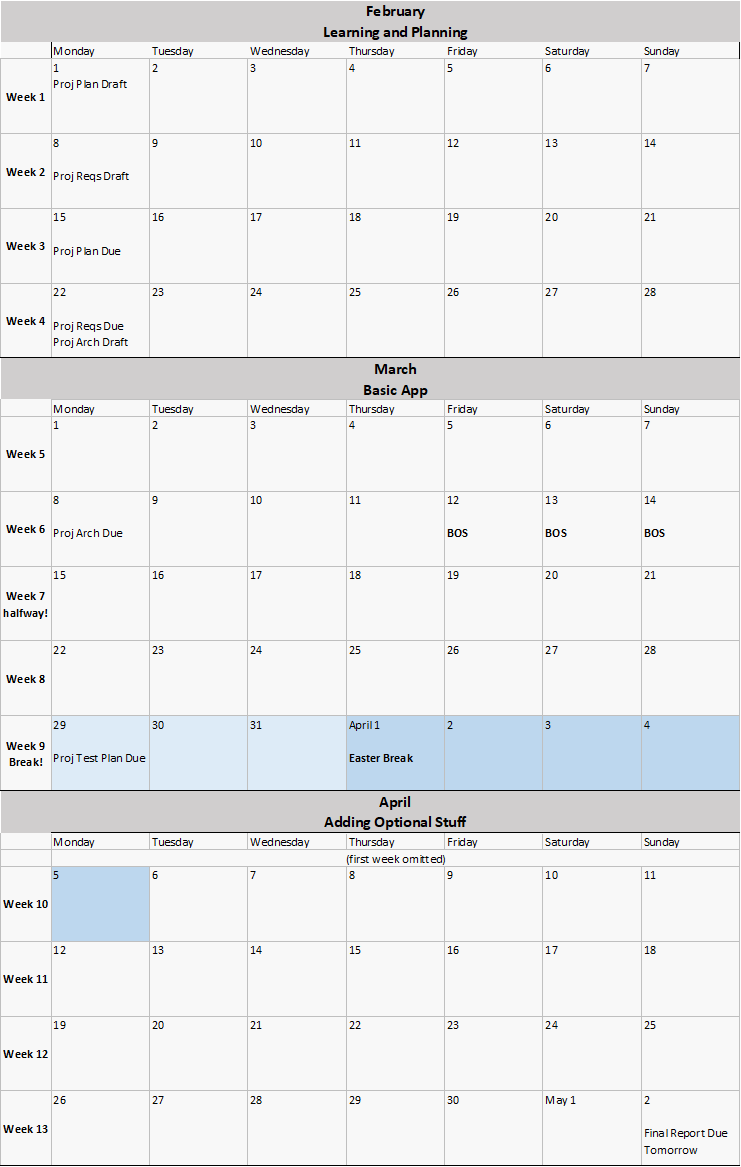 February
Learning and Planning
Monday Tuesday Wednesday Thursday Friday Saturday Sunday
1 2 3 4 5 6 7
Proj Plan Draft
Week 1
8 9 10 11 12 13 14
Week 2 Proj Reqs Draft
15 16 17 18 19 20 21
Week 3 Proj Plan Due
22 23 24 25 26 27 28
Week 4 Proj Reqs Due
Proj Arch Draft
March
Basic App
Monday Tuesday Wednesday Thursday Friday Saturday Sunday
1 2 3 4 5 6 7
Week 5
8 9 10 11 12 13 14
Week 6 Proj Arch Due BOS BOS BOS
15 16 17 18 19 20 21
Week 7
halfway!
22 23 24 25 26 27 28
Week 8
29 30 31 April 1 2 3 4
Week 9
Break! Proj Test Plan Due Easter Break
April
Adding Optional Stuff
Monday Tuesday Wednesday Thursday Friday Saturday Sunday
(first week omitted)
5 6 7 8 9 10 11
Week 10
12 13 14 15 16 17 18
Week 11
19 20 21 22 23 24 25
Week 12
26 27 28 29 30 May 1 2
Week 13 Final Report Due
Tomorrow